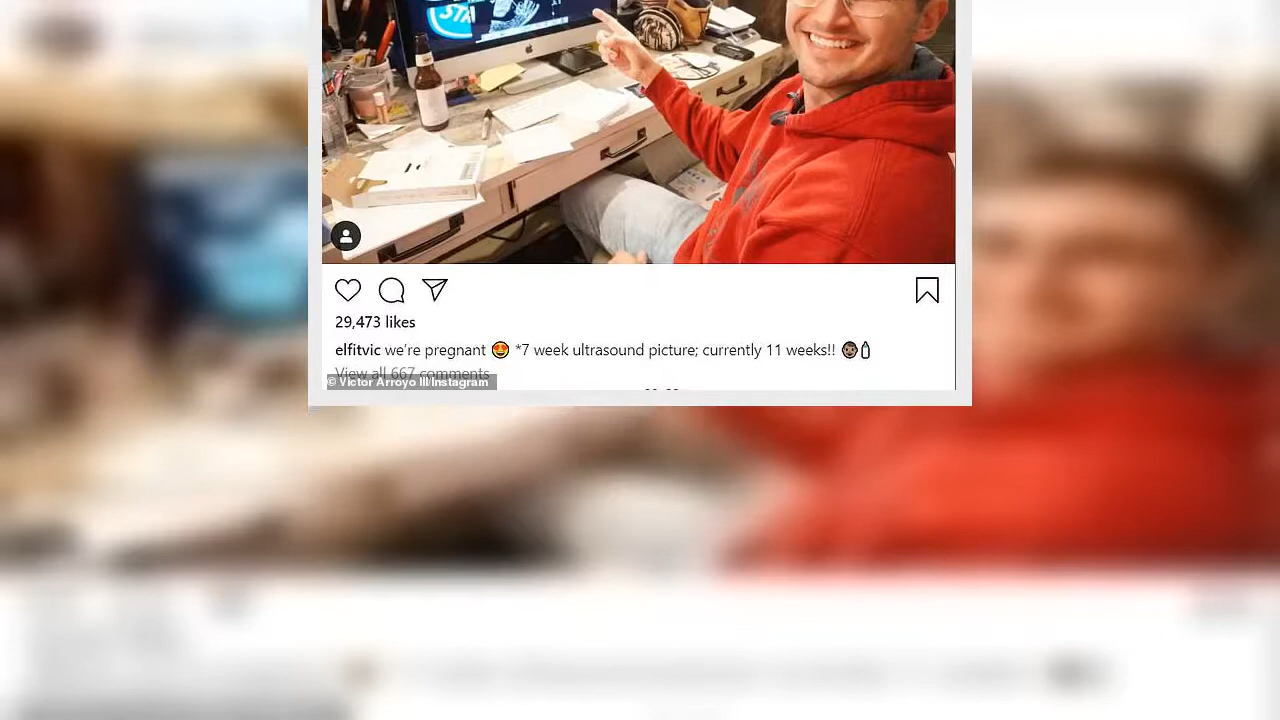 STA
29,473 likes
elfitvic we're pregnant 😍 *7 week ultrasound picture; currently 11 weeks!! 👶🏽🍼
View all 667 comments
© Victor Arroyo III/Instagram